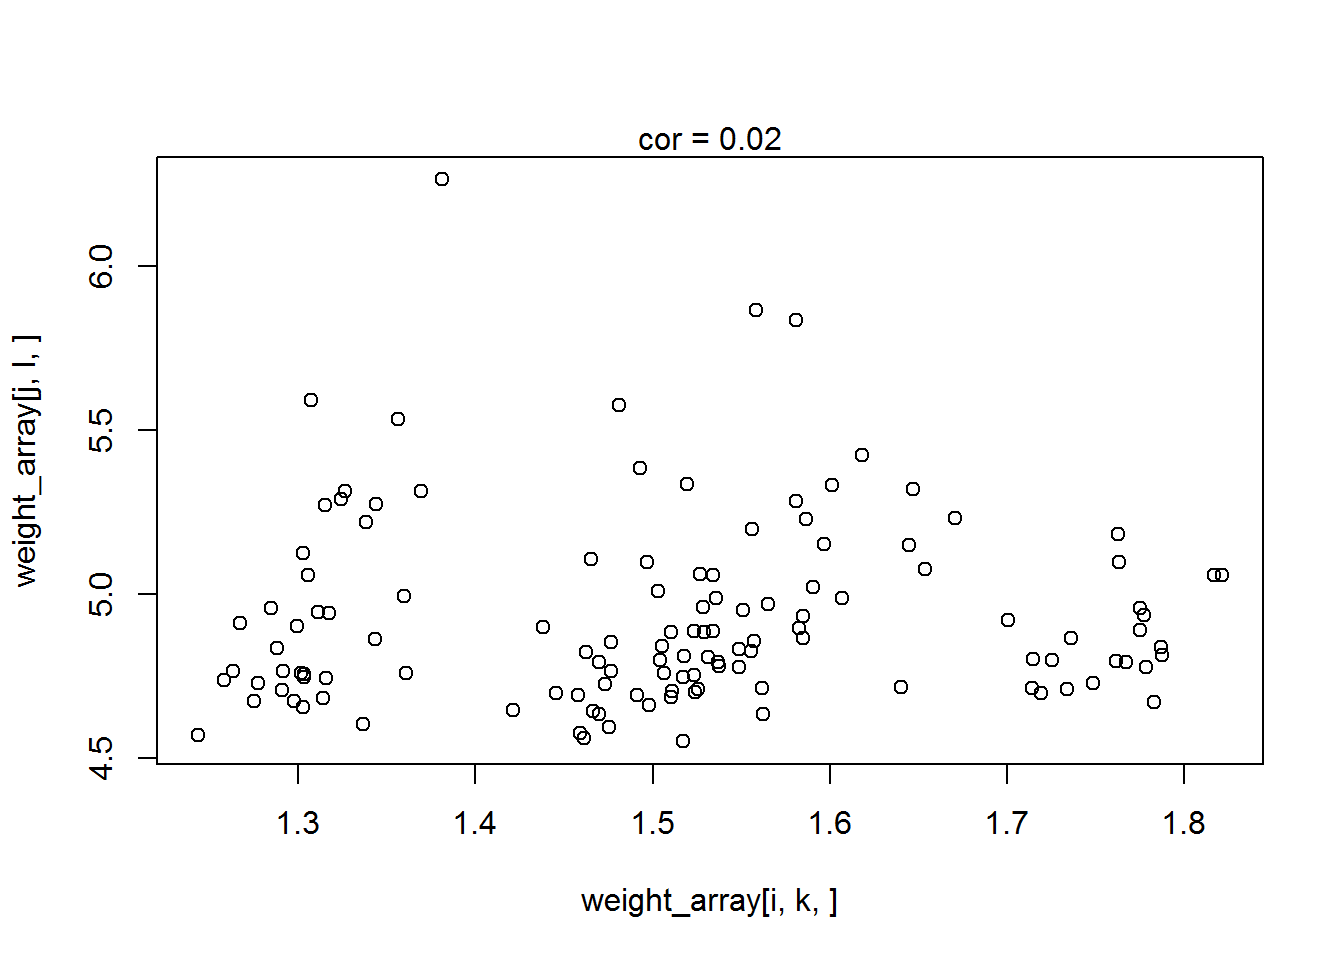 cor = 0.02
weight_array[j, l, ]
6.0
5.5
5.0
4.5
1.3 1.4 1.5 1.6 1.7 1.8
weight_array[i, k, ]